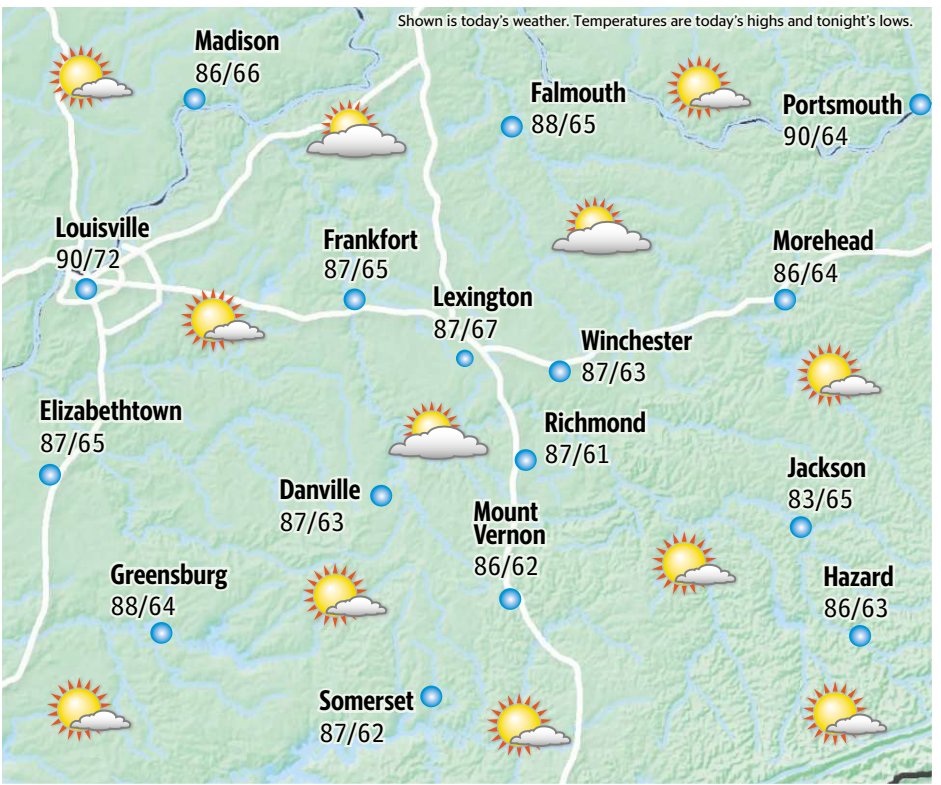 Shown is today's weather. Temperatures are today's highs and tonight's lows.
Madison
86/66
Falmouth
88/65
Portsmouth
90/64
Louisville
90/72
Frankfort
87/65
Morehead
86/64
Lexington
87/67
Winchester
87/63
Elizabethtown
87/65
Richmond
87/61
Danville
87/63
Jackson
83/65
Mount
Vernon
86/62
Greensburg
88/64
Hazard
86/63
Somerset
87/62